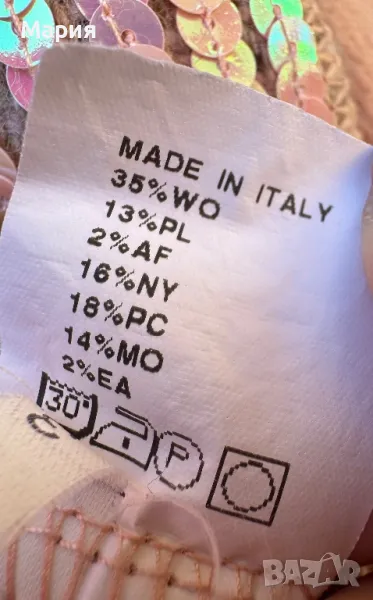 Мария
MADE IN ITALY
35%WO
13%PL
2%AF
16%NY
18%PC
14%MO
2%EA
30°
P
C
BAZAR